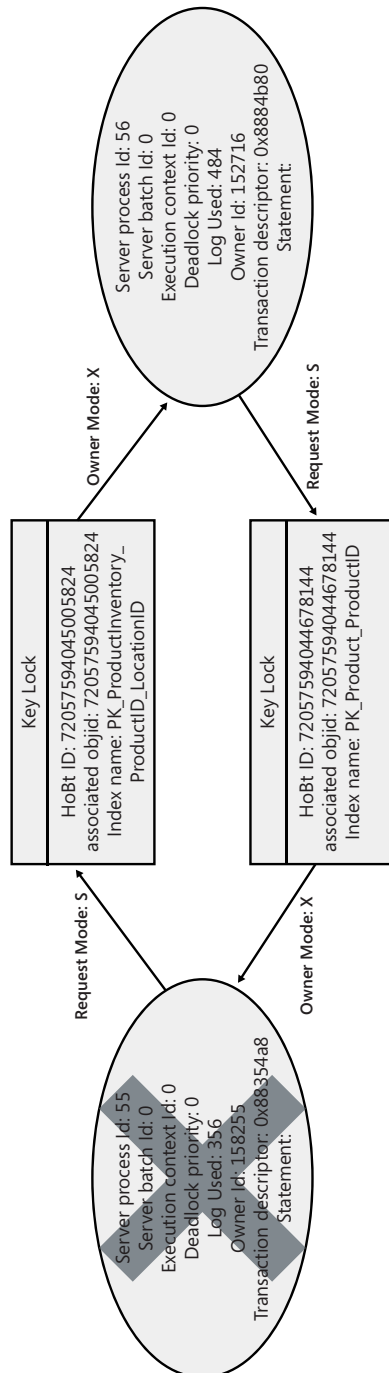 Server process Id: 55
Server batch Id: 0
Execution context Id: 0
Deadlock priority: 0
Log Used: 356
Owner Id: 158255
Transaction descriptor: 0x88354a8
Statement:
Request Mode: S
Owner Mode: X
Key Lock
HoBt ID: 72057594045005824
associated objid: 72057594045005824
Index name: PK_ProductInventory_
ProductID_LocationID
Key Lock
HoBt ID: 72057594044678144
associated objid: 72057594044678144
Index name: PK_Product_ProductID
Owner Mode: X
Request Mode: S
Server process Id: 56
Server batch Id: 0
Execution context Id: 0
Deadlock priority: 0
Log Used: 484
Owner Id: 152716
Transaction descriptor: 0x8884b80
Statement: